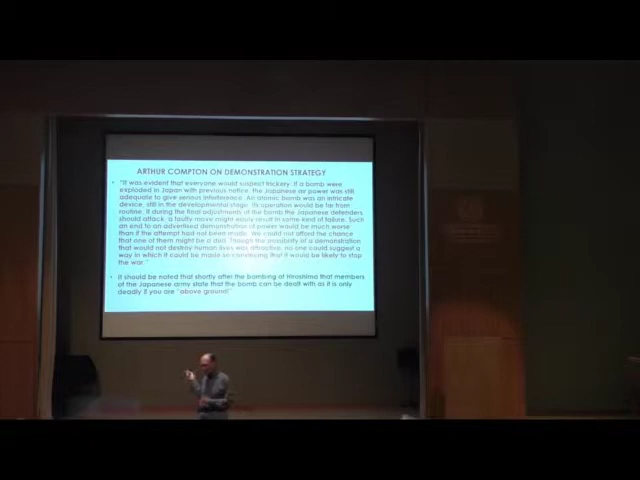 ARTHUR COMPTON ON DEMONSTRATION STRATEGY
• "It was evident that everyone would suspect trickery. If a bomb were
exploded in Japan with previous notice, the Japanese air power was still
adequate to give serious interference. An atomic bomb was an intricate
device, still in the developmental stage. Its operation would be far from
routine. If during the final adjustments of the bomb the Japanese defenders
should attack, a faulty move might easily result in some kind of failure. Such
an end to an advertised demonstration of power would be much worse
than if the attempt had not been made. We could not afford the chance
that one of them might be a dud. Though the possibility of a demonstration
that would not destroy human lives was attractive, no one could suggest a
way in which it could be made so convincing that it would be likely to stop
the war."
• It should be noted that shortly after the bombing of Hiroshima that members
of the Japanese army state that the bomb can be dealt with as it is only
deadly if you are "above ground!"